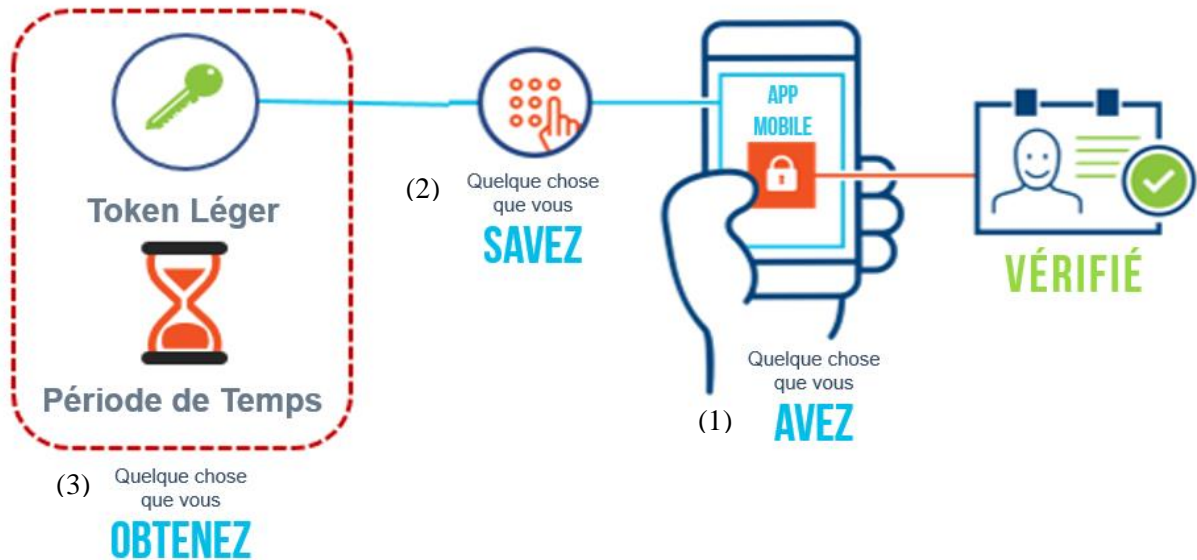 Token Léger
Période de Temps
(3) Quelque chose
que vous
OBTENEZ
(2) Quelque chose
que vous
SAVEZ
APP
MOBILE
(1) Quelque chose
que vous
AVEZ
VÉRIFIÉ